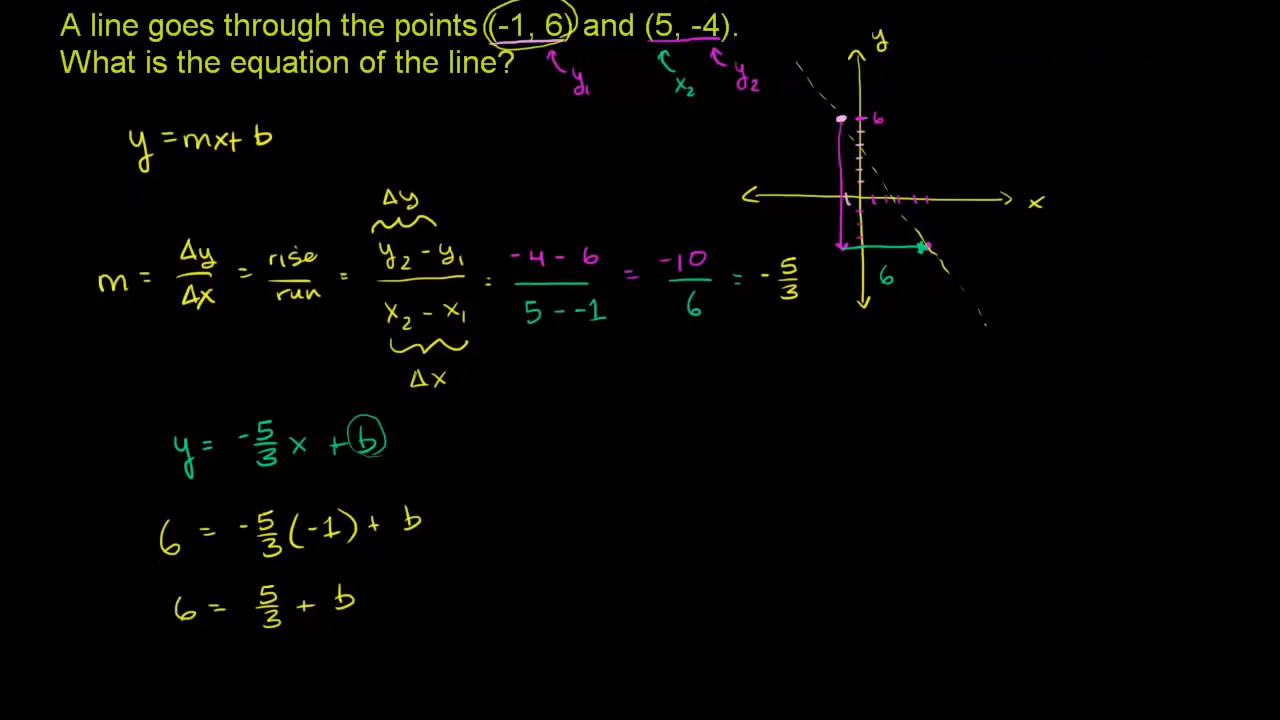 A line goes through the points (-1, 6) and (5, -4).
What is the equation of the line?
y₁
x₂
y₂
y
6
x
6
y = mx + b
Δy
m = Δy/Δx = rise/run = (y₂ - y₁)/(x₂ - x₁) = (-4 - 6)/(5 - -1) = -10/6 = -5/3
Δx
y = -5/3 x + b
6 = -5/3 (-1) + b
6 = 5/3 + b